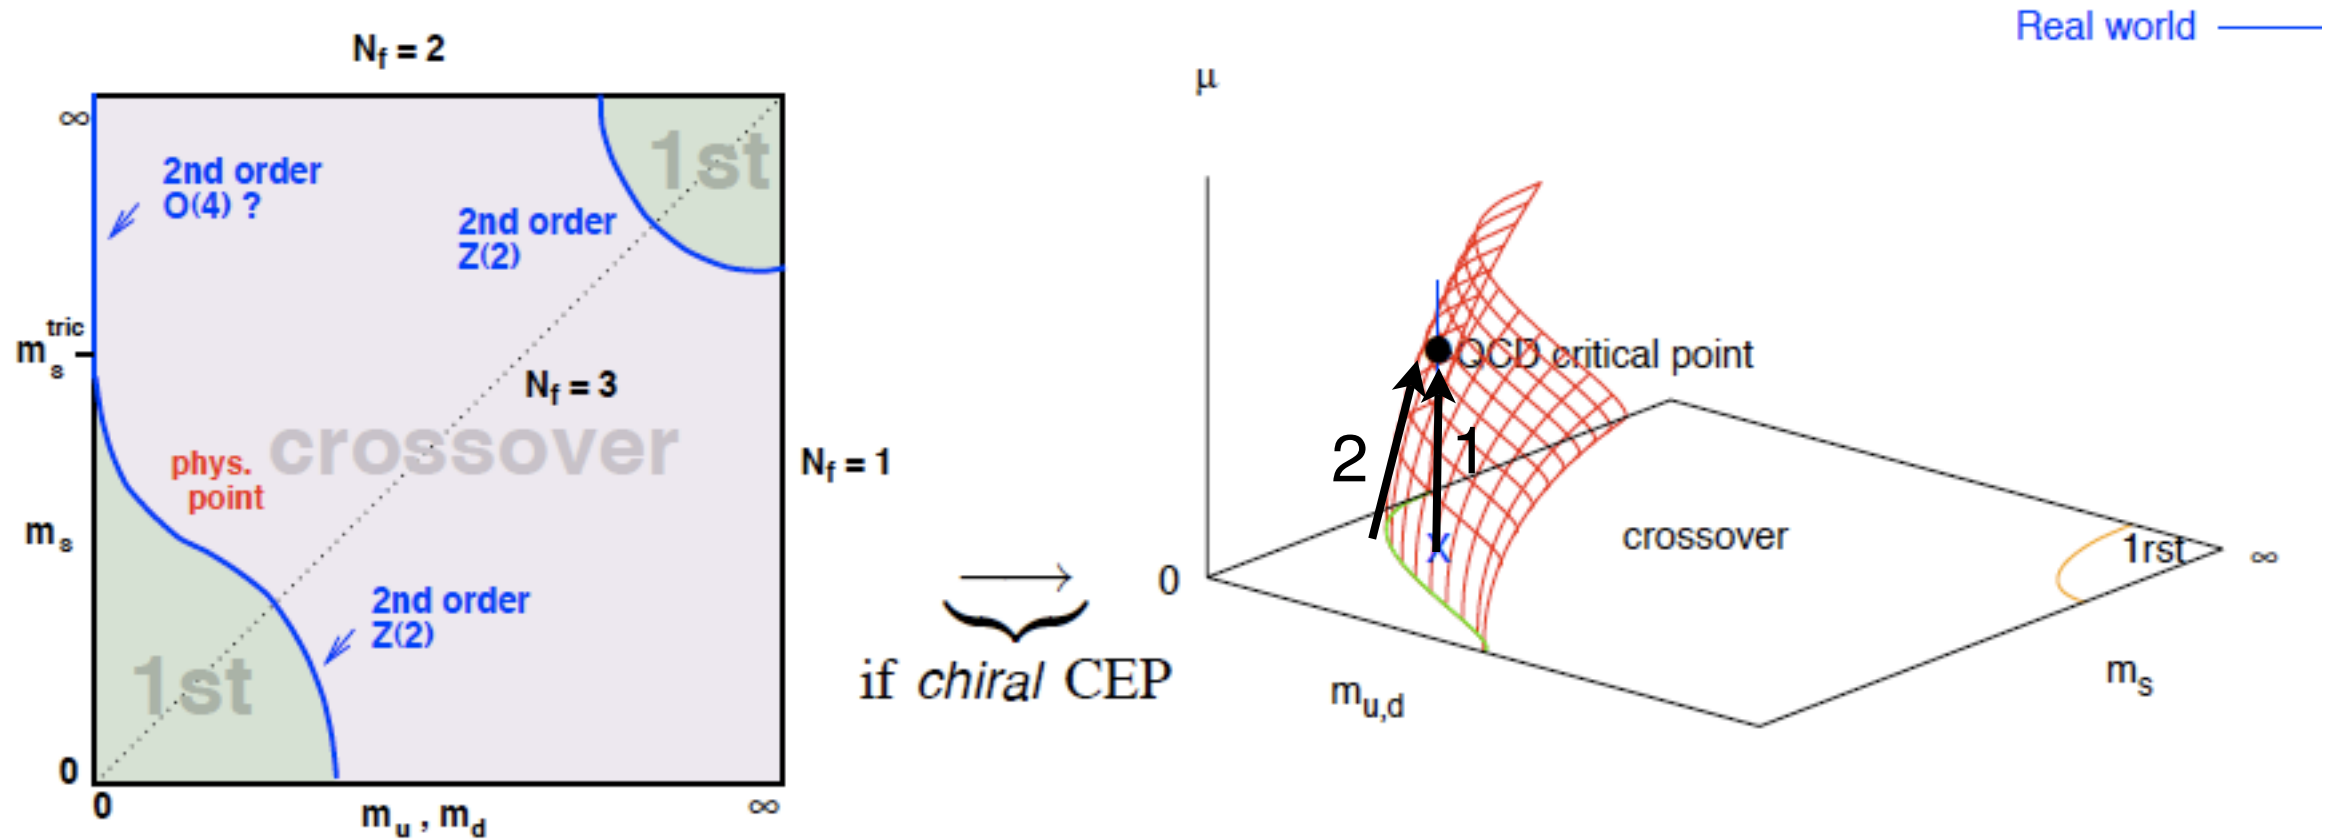 N_f = 2
∞
1st
2nd order
O(4) ?
2nd order
Z(2)
m_s^tric
N_f = 3
crossover
phys.
point
N_f = 1
m_s
2nd order
Z(2)
1st
0
0
m_u , m_d
∞
⟶
if chiral CEP
Real world
μ
QCD critical point
2
1
crossover
X
0
1rst
∞
m_u,d
m_s